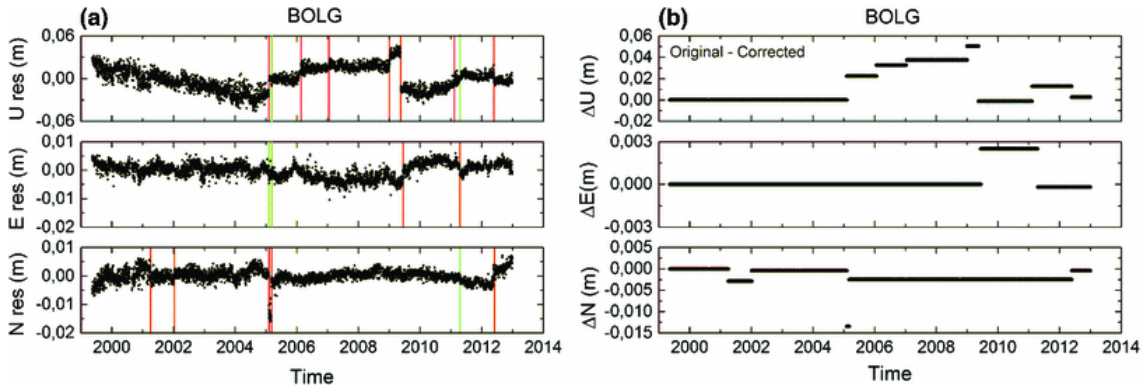 (a) BOLG
0,06
0,00
-0,06
U res (m)
0,01
0,00
-0,01
-0,02
E res (m)
0,01
0,00
-0,01
-0,02
N res (m)
2000 2002 2004 2006 2008 2010 2012 2014
Time
(b) BOLG
Original - Corrected
0,06
0,04
0,02
0,00
-0,02
ΔU (m)
0,003
0,000
-0,003
ΔE(m)
0,005
0,000
-0,005
-0,010
-0,015
ΔN (m)
2000 2002 2004 2006 2008 2010 2012 2014
Time